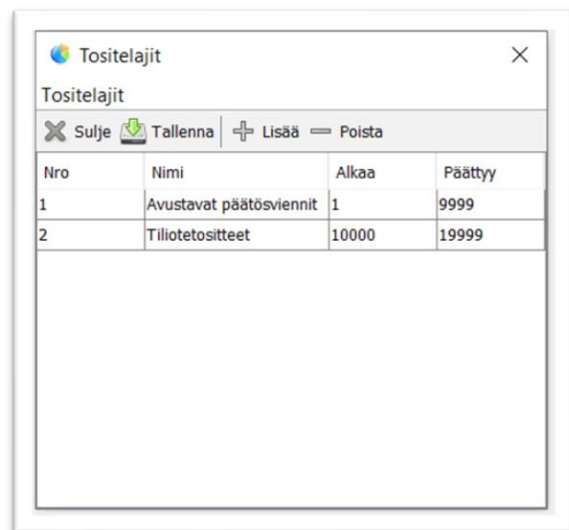 Tositelajit
Tositelajit
Sulje Tallenna Lisää Poista
Nro Nimi Alkaa Päättyy
1 Avustavat päätösviennit 1 9999
2 Tiliotetositteet 10000 19999